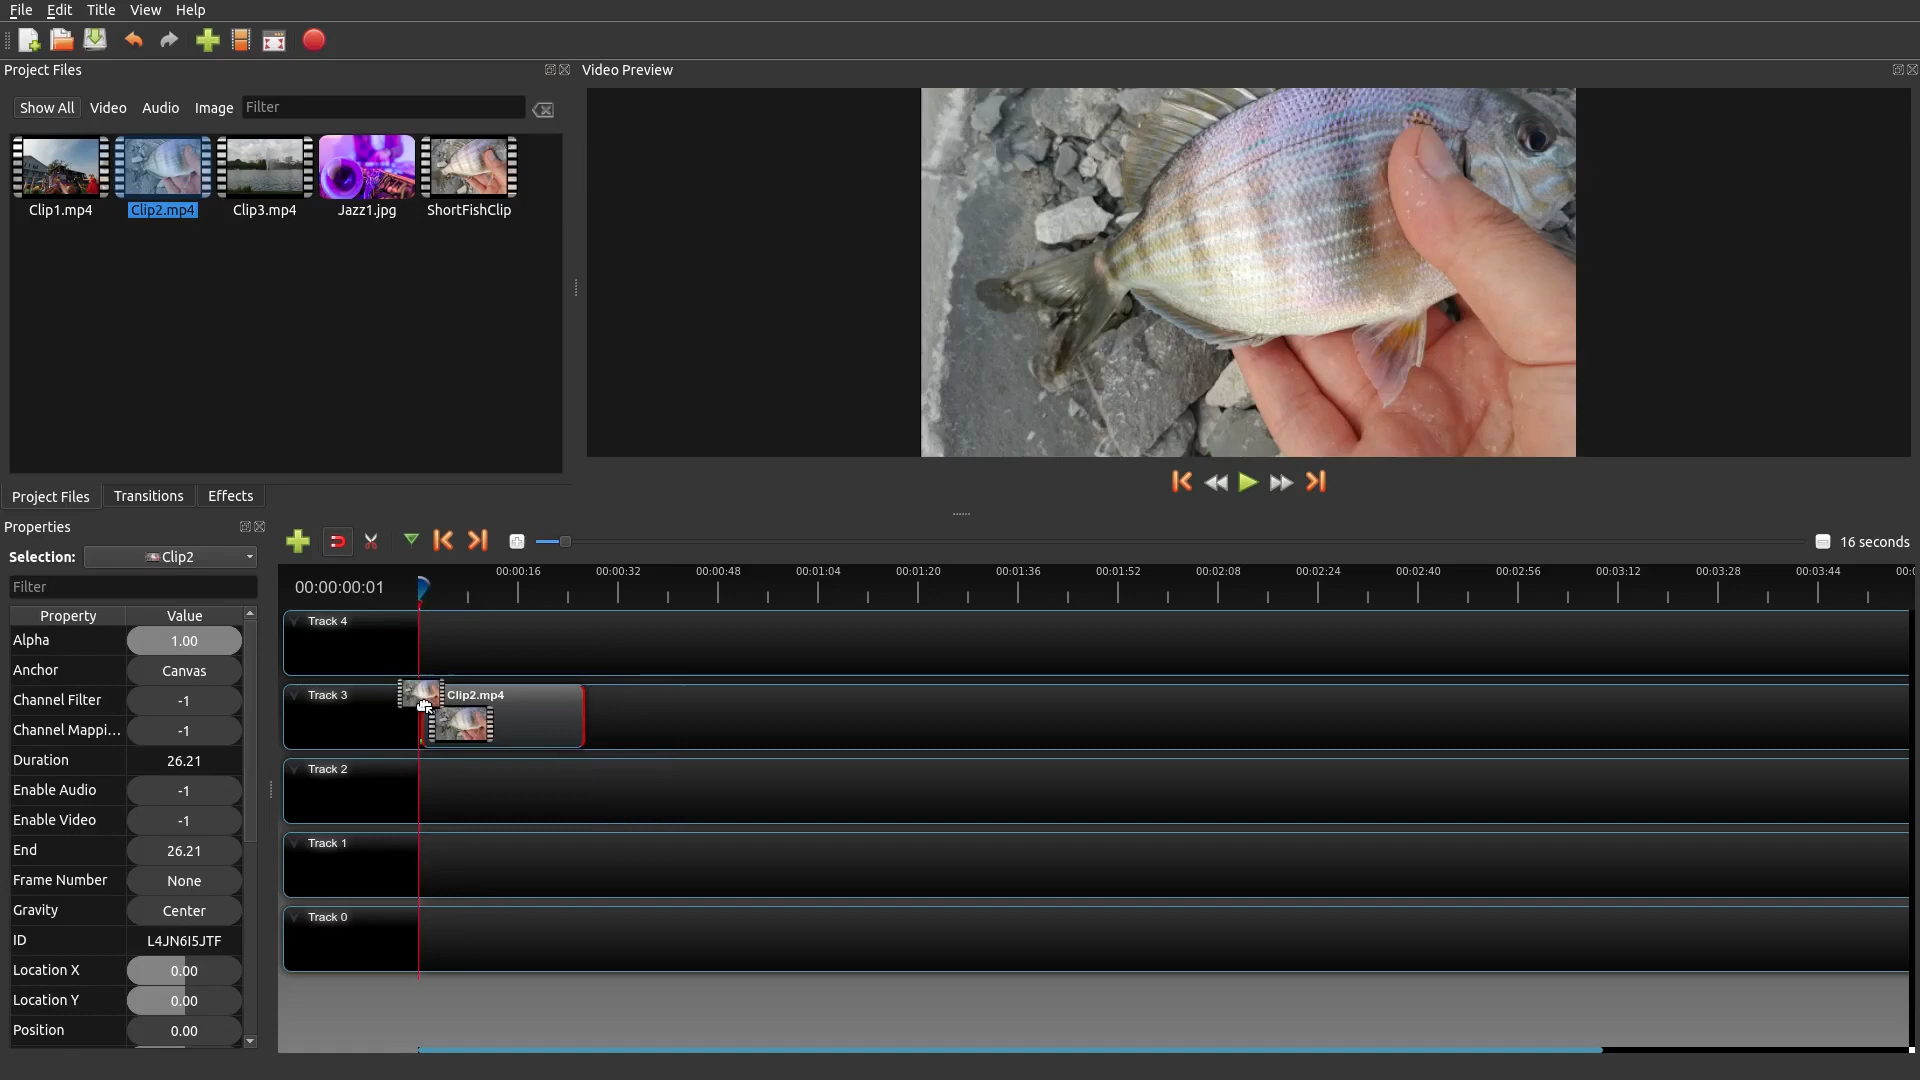 File Edit Title View Help
Project Files
Video Preview
Show All Video Audio Image Filter
Clip1.mp4 Clip2.mp4 Clip3.mp4 Jazz1.jpg ShortFishClip
Project Files Transitions Effects
Properties
Selection: Clip2
16 seconds
Filter
00:00:00:01
00:00:16 00:00:32 00:00:48 00:01:04 00:01:20 00:01:36 00:01:52 00:02:08 00:02:24 00:02:40 00:02:56 00:03:12 00:03:28 00:03:44 00:0
Property Value
Alpha 1.00
Anchor Canvas
Channel Filter -1
Channel Mappi... -1
Duration 26.21
Enable Audio -1
Enable Video -1
End 26.21
Frame Number None
Gravity Center
ID L4JN6I5JTF
Location X 0.00
Location Y 0.00
Position 0.00
Track 4
Track 3
Clip2.mp4
Track 2
Track 1
Track 0